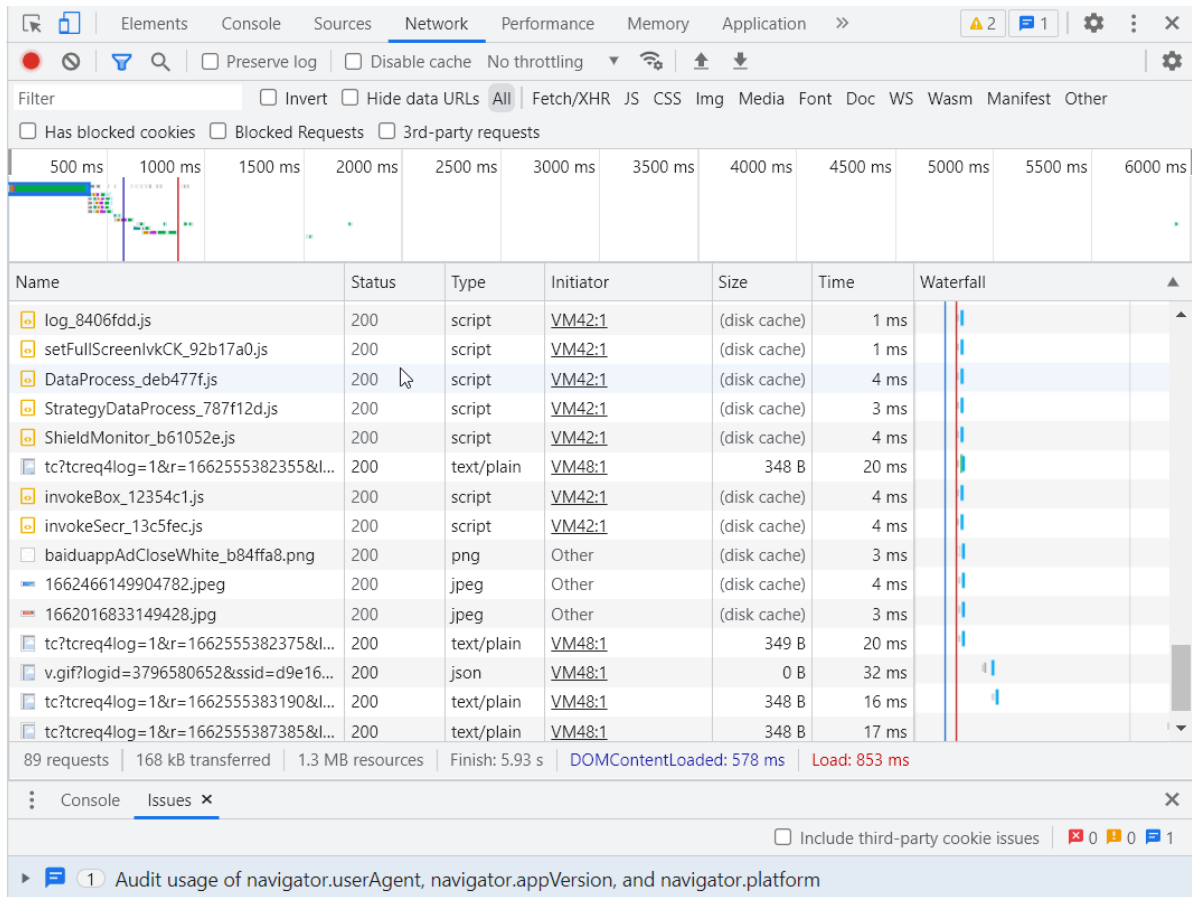 Elements Console Sources Network Performance Memory Application 2 1
Preserve log Disable cache No throttling
Filter Invert Hide data URLs All Fetch/XHR JS CSS Img Media Font Doc WS Wasm Manifest Other
Has blocked cookies Blocked Requests 3rd-party requests
500 ms 1000 ms 1500 ms 2000 ms 2500 ms 3000 ms 3500 ms 4000 ms 4500 ms 5000 ms 5500 ms 6000 ms
Name Status Type Initiator Size Time Waterfall
log_8406fdd.js 200 script VM42:1 (disk cache) 1 ms
setFullScreenIvkCK_92b17a0.js 200 script VM42:1 (disk cache) 1 ms
DataProcess_deb477f.js 200 script VM42:1 (disk cache) 4 ms
StrategyDataProcess_787f12d.js 200 script VM42:1 (disk cache) 3 ms
ShieldMonitor_b61052e.js 200 script VM42:1 (disk cache) 4 ms
tc?tcreq4log=1&r=1662555382355&l... 200 text/plain VM48:1 348 B 20 ms
invokeBox_12354c1.js 200 script VM42:1 (disk cache) 4 ms
invokeSecr_13c5fec.js 200 script VM42:1 (disk cache) 4 ms
baiduappAdCloseWhite_b84ffa8.png 200 png Other (disk cache) 3 ms
1662466149904782.jpeg 200 jpeg Other (disk cache) 4 ms
1662016833149428.jpg 200 jpeg Other (disk cache) 3 ms
tc?tcreq4log=1&r=1662555382375&l... 200 text/plain VM48:1 349 B 20 ms
v.gif?logid=3796580652&ssid=d9e16... 200 json VM48:1 0 B 32 ms
tc?tcreq4log=1&r=1662555383190&l... 200 text/plain VM48:1 348 B 16 ms
tc?tcreq4log=1&r=1662555387385&l... 200 text/plain VM48:1 348 B 17 ms
89 requests 168 kB transferred 1.3 MB resources Finish: 5.93 s DOMContentLoaded: 578 ms Load: 853 ms
Console Issues
Include third-party cookie issues 0 0 1
1 Audit usage of navigator.userAgent, navigator.appVersion, and navigator.platform